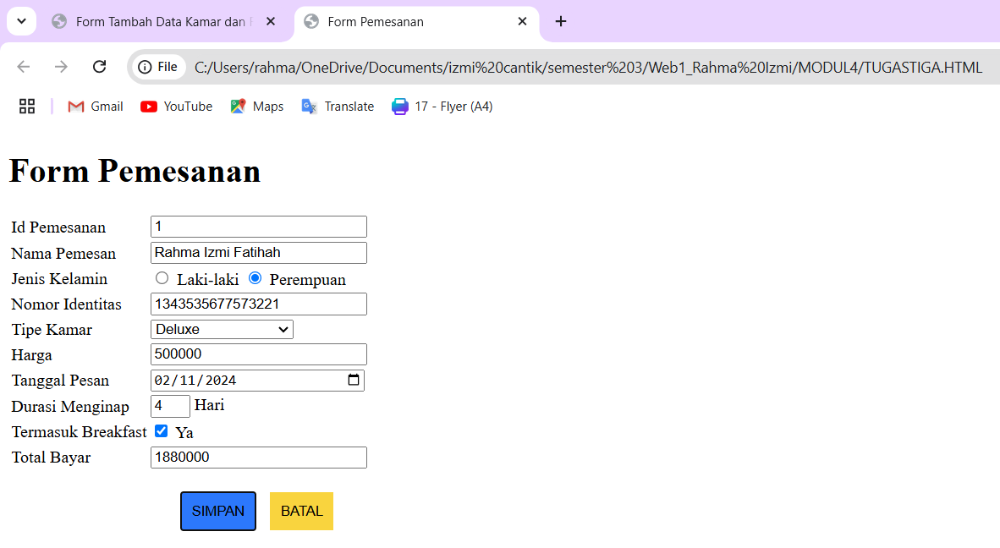 Form Tambah Data Kamar dan
Form Pemesanan
File
C:/Users/rahma/OneDrive/Documents/izmi%20cantik/semester%203/Web1_Rahma%20Izmi/MODUL4/TUGASTIGA.HTML
Gmail YouTube Maps Translate 17 - Flyer (A4)
Form Pemesanan
Id Pemesanan 1
Nama Pemesan Rahma Izmi Fatihah
Jenis Kelamin Laki-laki Perempuan
Nomor Identitas 1343535677573221
Tipe Kamar Deluxe
Harga 500000
Tanggal Pesan 02/11/2024
Durasi Menginap 4 Hari
Termasuk Breakfast Ya
Total Bayar 1880000
SIMPAN BATAL